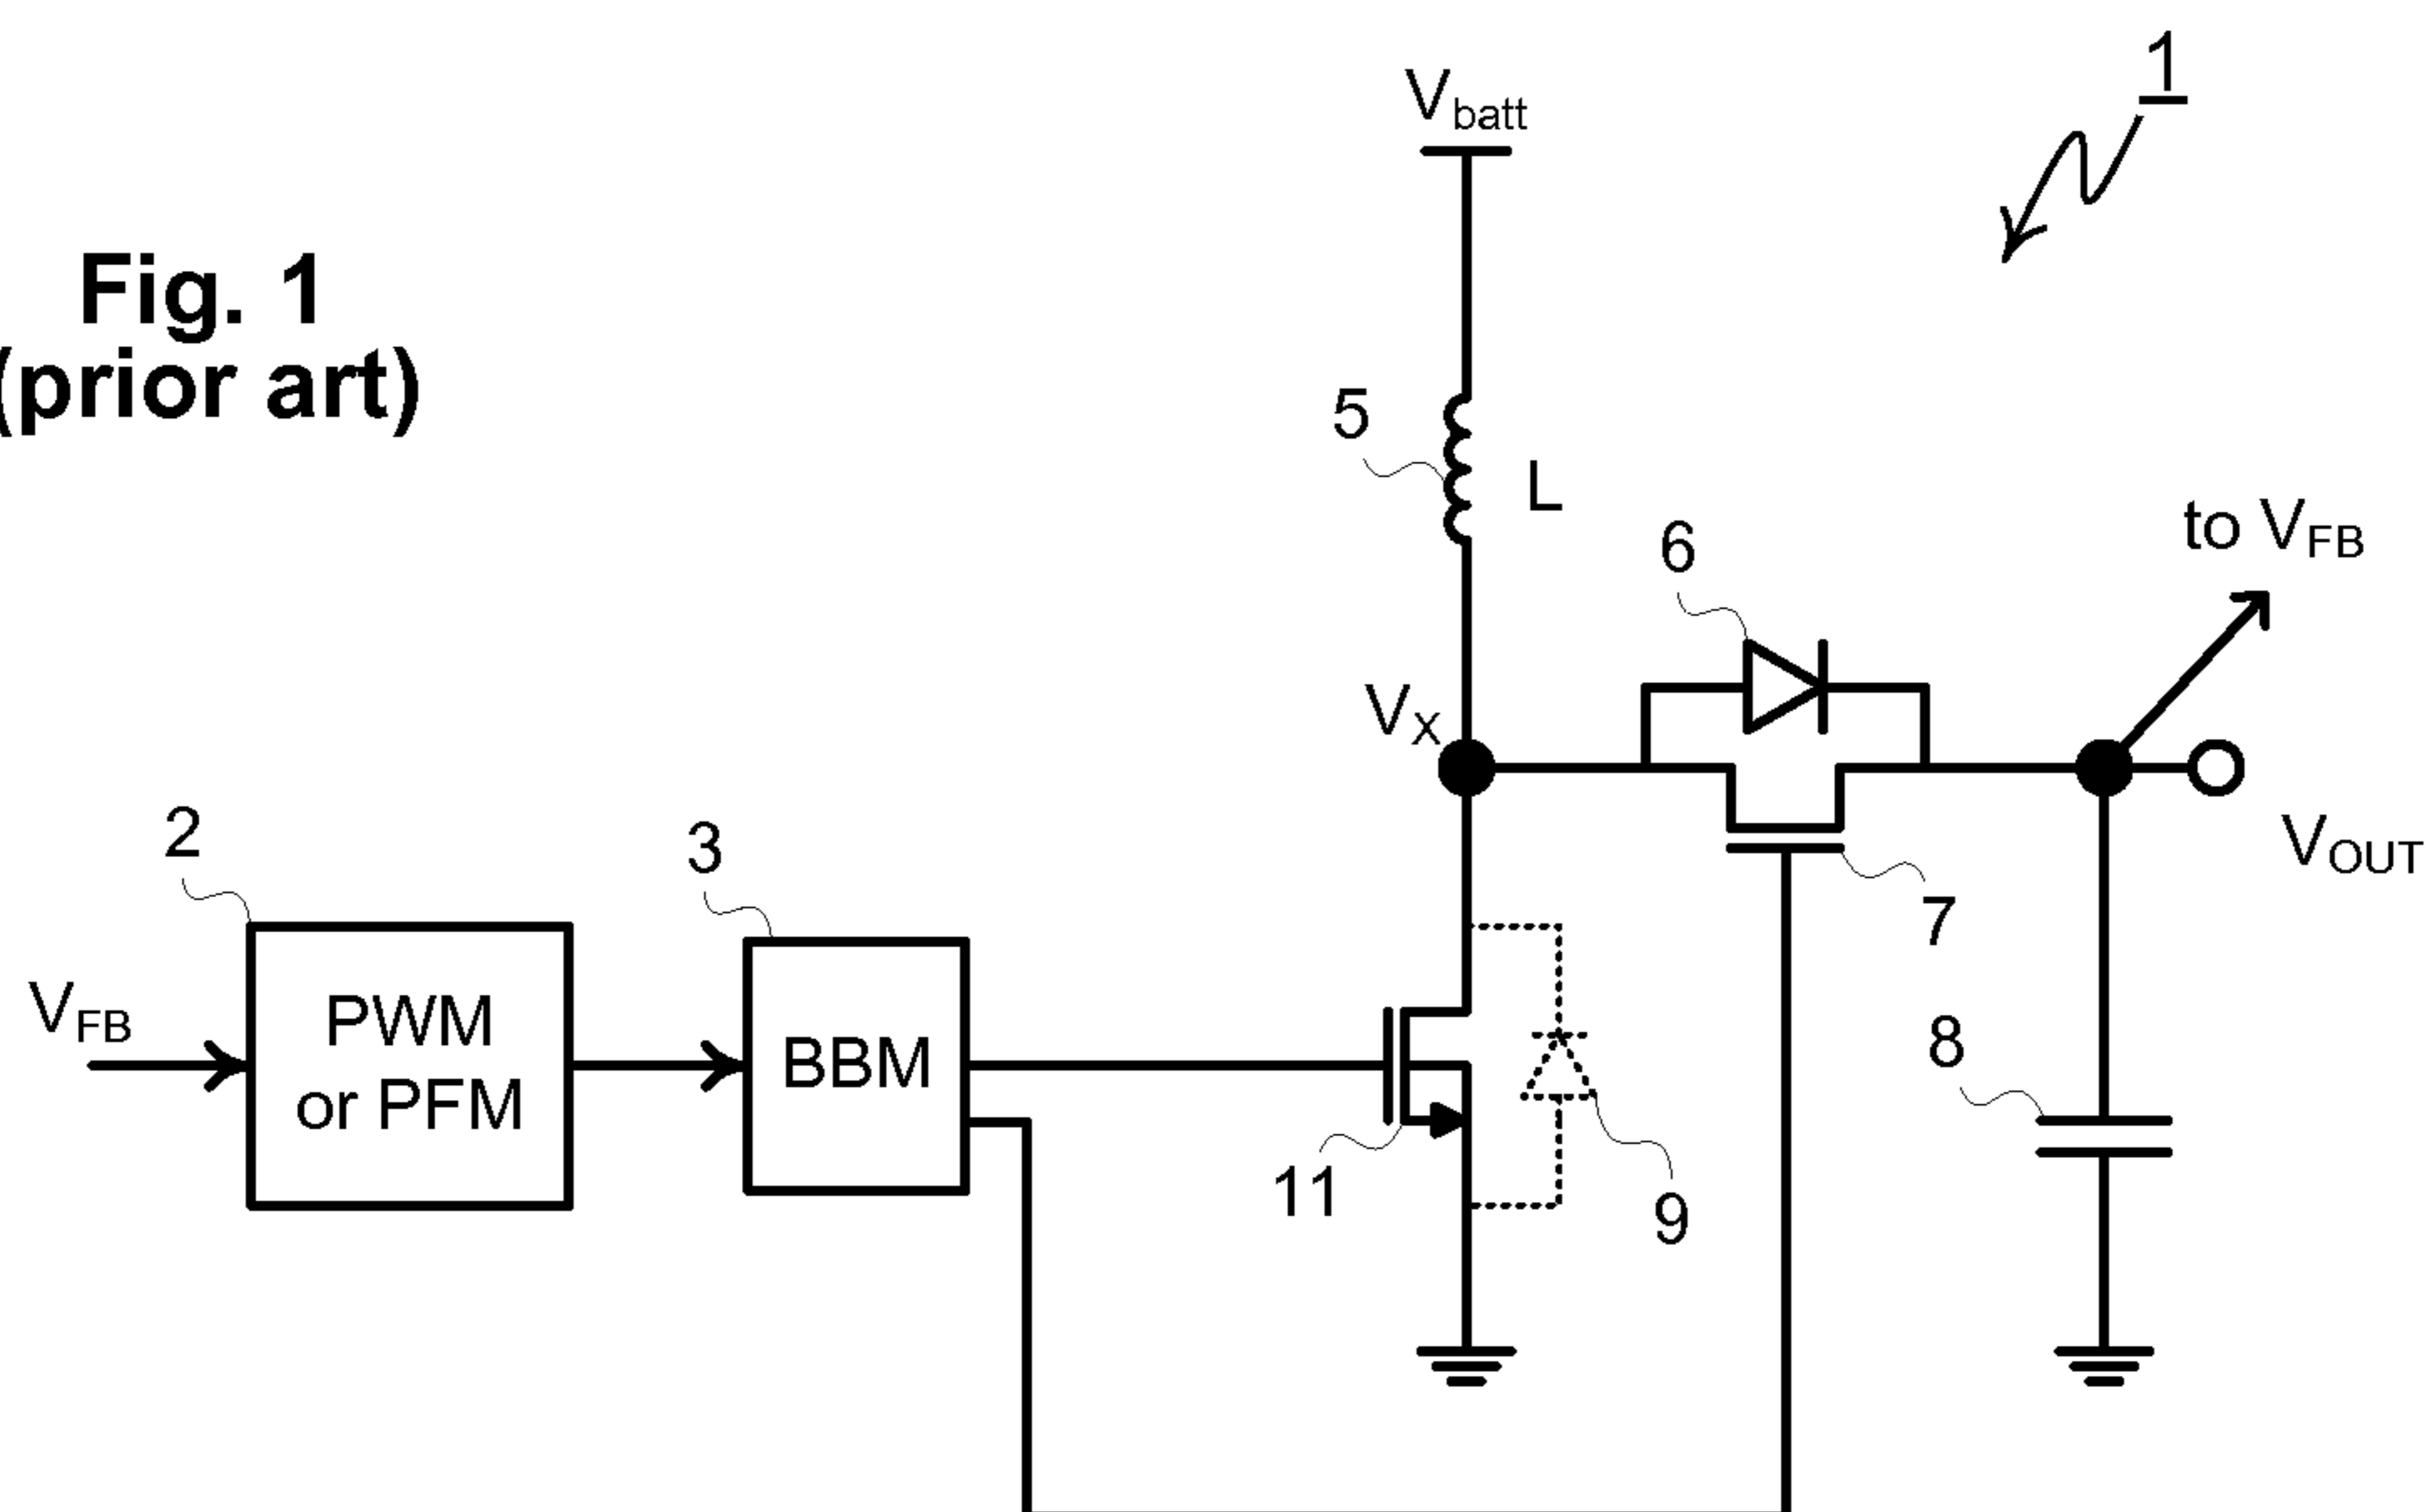 1
Vbatt
Fig. 1
(prior art)
5
L
to VFB
6
VX
2
3
VOUT
7
VFB
PWM
or PFM
BBM
8
11
9